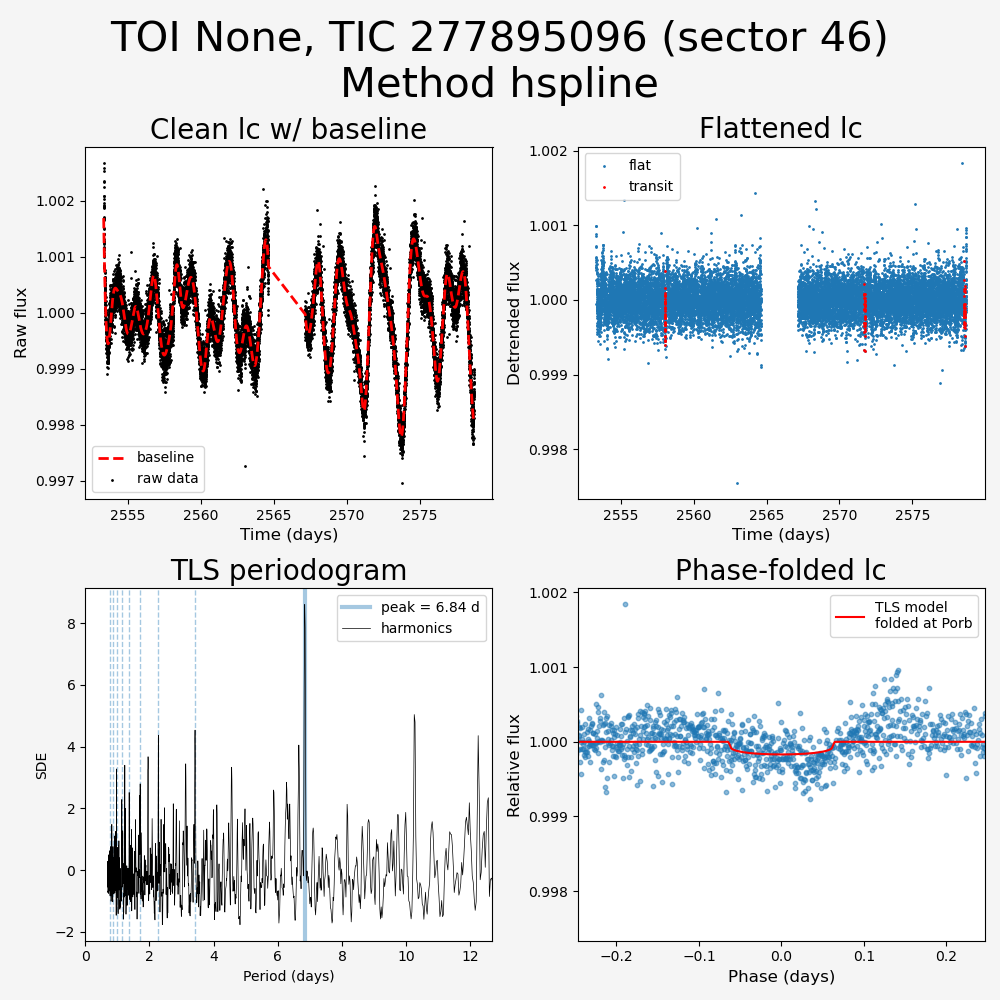 TOI None, TIC 277895096 (sector 46)
Method hspline
Clean lc w/ baseline
Raw flux
1.002
1.001
1.000
0.999
0.998
0.997
baseline
raw data
2555 2560 2565 2570 2575
Time (days)
Flattened lc
Detrended flux
1.002
1.001
1.000
0.999
0.998
flat
transit
2555 2560 2565 2570 2575
Time (days)
TLS periodogram
SDE
8
6
4
2
0
−2
peak = 6.84 d
harmonics
0 2 4 6 8 10 12
Period (days)
Phase-folded lc
Relative flux
1.002
1.001
1.000
0.999
0.998
TLS model
folded at Porb
−0.2 −0.1 0.0 0.1 0.2
Phase (days)